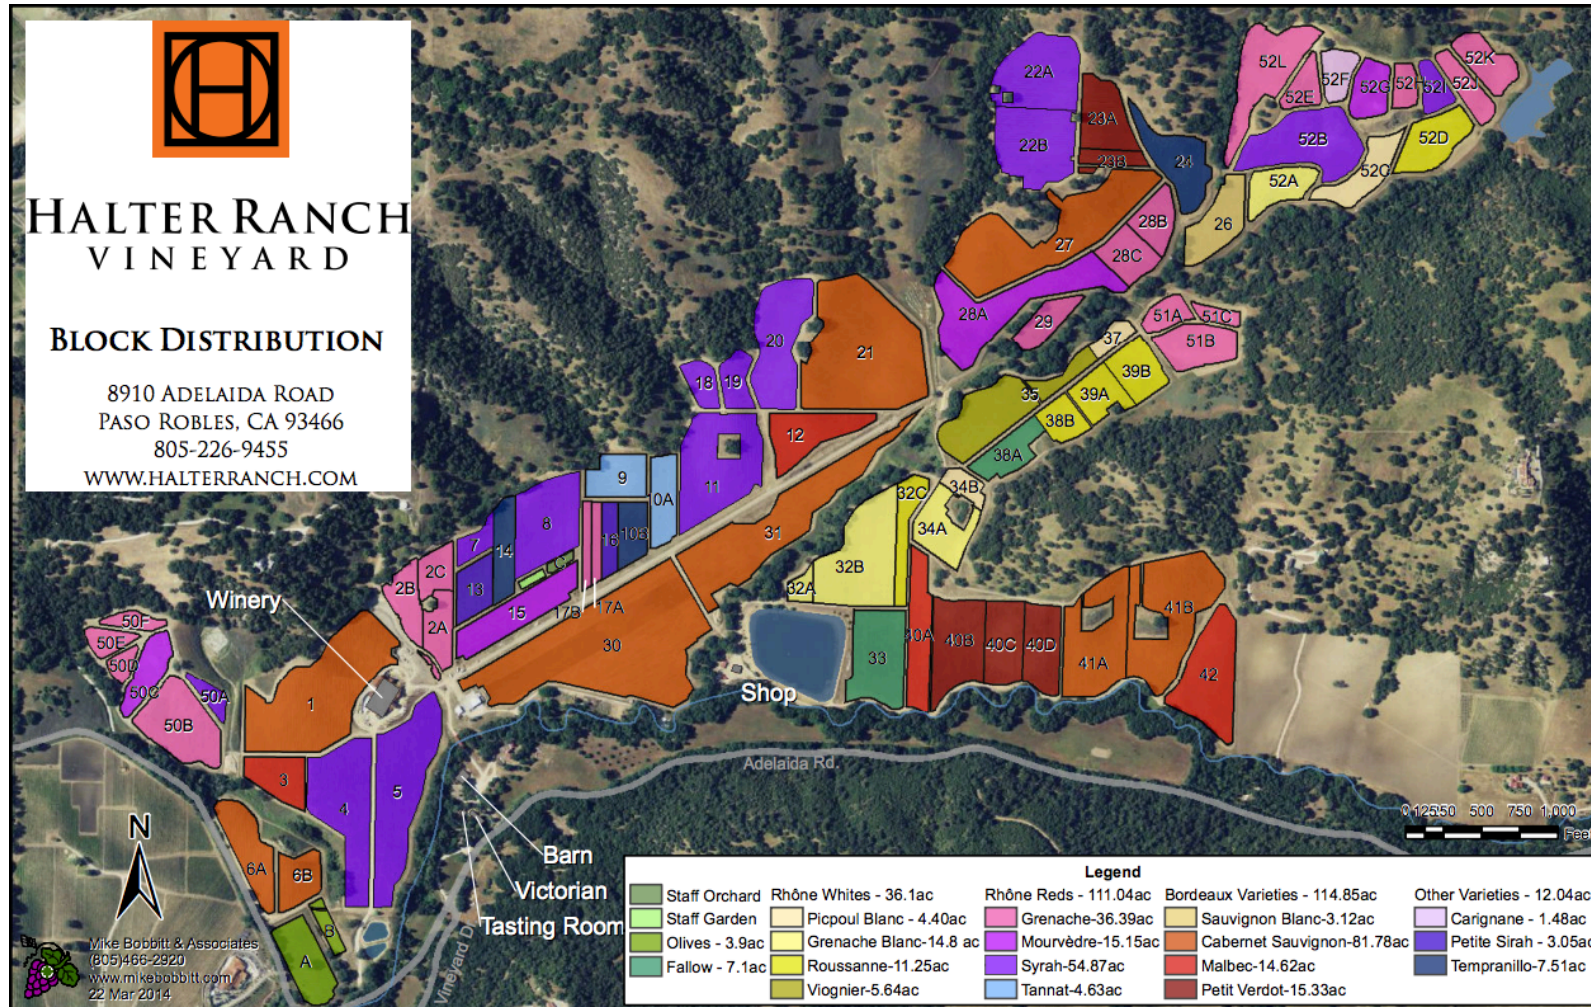 H
HALTER RANCH
VINEYARD
BLOCK DISTRIBUTION
8910 ADELAIDA ROAD
PASO ROBLES, CA 93466
805-226-9455
WWW.HALTERRANCH.COM
22A
22B
23A
23B
24
52L
52E
52F
52G
52H
52I
52J
52K
52B
52D
52C
52A
26
27
28B
28C
28A
29
51A
51C
51B
37
39B
39A
35
38B
38A
20
21
18
19
12
11
9
0A
8
7
14
16
10B
C
13
15
17B
17A
31
30
34B
32C
34A
32B
32A
2C
2B
2A
Winery
50F
50E
50D
50C
50A
50B
1
3
4
5
6A
6B
B
A
33
40A
40B
40C
40D
41A
41B
42
Shop
Adelaida Rd.
Vineyard D
Barn
Victorian
Tasting Room
N
500 750 1,000
Feet
Mike Bobbitt & Associates
(805)466-2920
www.mikebobbitt.com
22 Mar 2014
Legend
Staff Orchard
Staff Garden
Olives - 3.9ac
Fallow - 7.1ac
Rhône Whites - 36.1ac
Picpoul Blanc - 4.40ac
Grenache Blanc-14.8 ac
Roussanne-11.25ac
Viognier-5.64ac
Rhône Reds - 111.04ac
Grenache-36.39ac
Mourvèdre-15.15ac
Syrah-54.87ac
Tannat-4.63ac
Bordeaux Varieties - 114.85ac
Sauvignon Blanc-3.12ac
Cabernet Sauvignon-81.78ac
Malbec-14.62ac
Petit Verdot-15.33ac
Other Varieties - 12.04ac
Carignane - 1.48ac
Petite Sirah - 3.05ac
Tempranillo-7.51ac